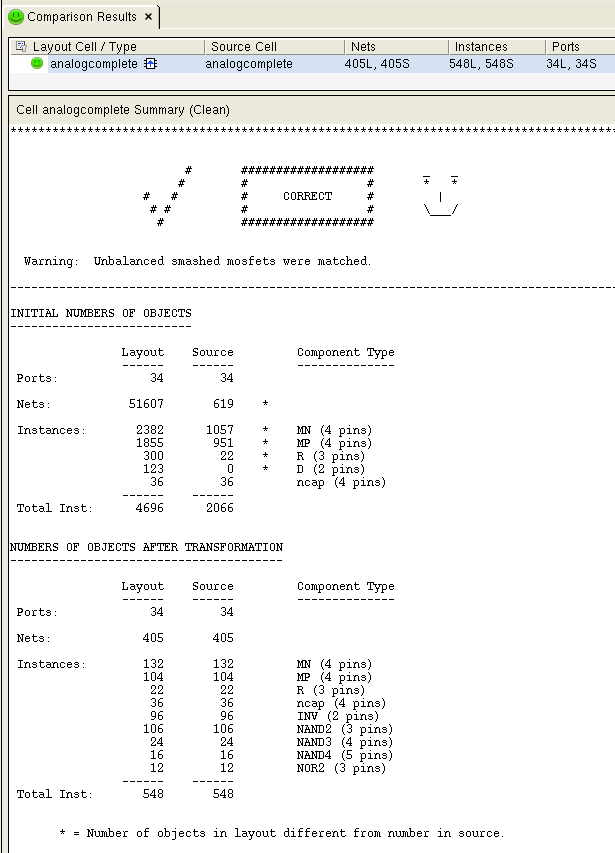 Comparison Results ×
Layout Cell / Type Source Cell Nets Instances Ports
analogcomplete analogcomplete 405L, 405S 548L, 548S 34L, 34S
Cell analogcomplete Summary (Clean)
*****************************************************************************************
#       ###################       _   _
#        #                 #       *   *
#   #         #     CORRECT     #         |
# #          #                 #       \___/
#           ###################
Warning:  Unbalanced smashed mosfets were matched.
-----------------------------------------------------------------------------------------
INITIAL NUMBERS OF OBJECTS
--------------------------
Layout    Source         Component Type
------    ------         --------------
Ports:              34        34
Nets:            51607       619    *
Instances:        2382      1057    *    MN (4 pins)
1855       951    *    MP (4 pins)
300        22    *    R (3 pins)
123         0    *    D (2 pins)
36        36         ncap (4 pins)
------    ------
Total Inst:       4696      2066
NUMBERS OF OBJECTS AFTER TRANSFORMATION
---------------------------------------
Layout    Source         Component Type
------    ------         --------------
Ports:              34        34
Nets:              405       405
Instances:         132       132         MN (4 pins)
104       104         MP (4 pins)
22        22         R (3 pins)
36        36         ncap (4 pins)
96        96         INV (2 pins)
106       106         NAND2 (3 pins)
24        24         NAND3 (4 pins)
16        16         NAND4 (5 pins)
12        12         NOR2 (3 pins)
------    ------
Total Inst:        548       548
* = Number of objects in layout different from number in source.